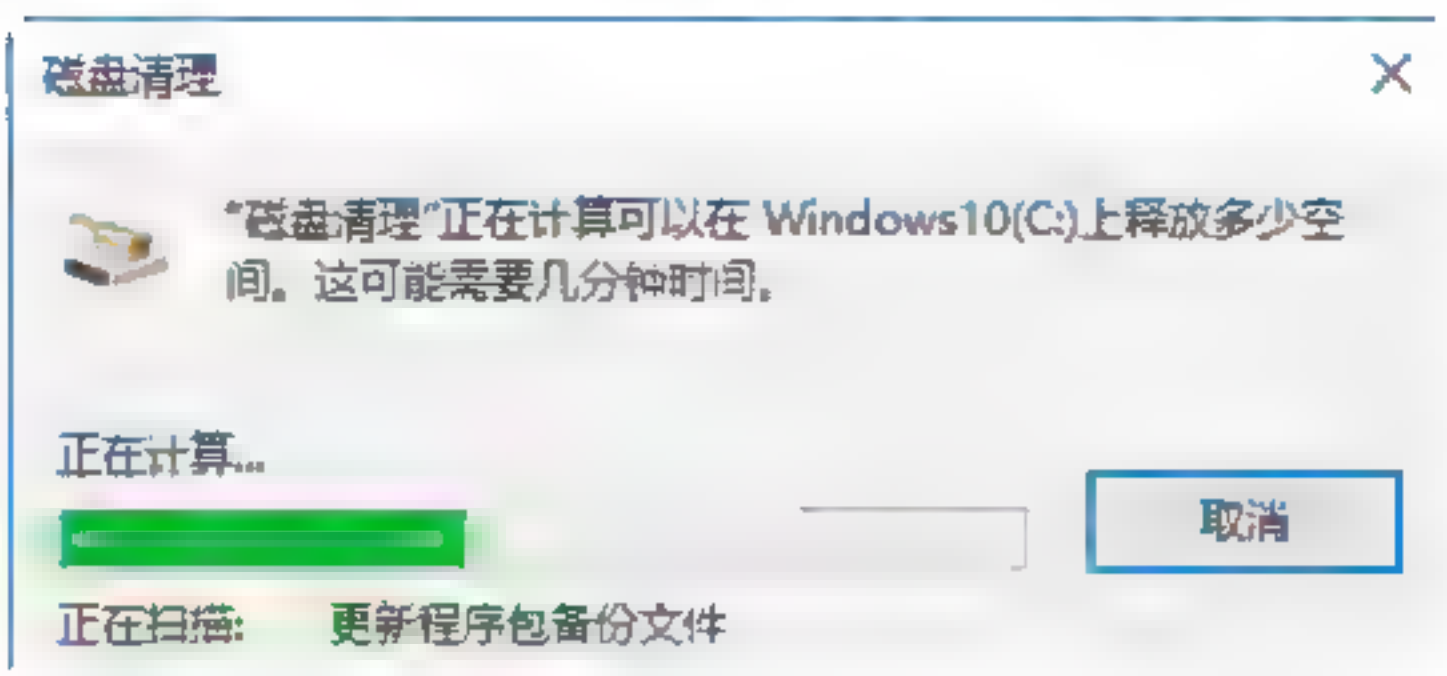 磁盘清理
“磁盘清理”正在计算可以在 Windows10(C:)上释放多少空
间。这可能需要几分钟时间。
正在计算...
取消
正在扫描: 更新程序包备份文件